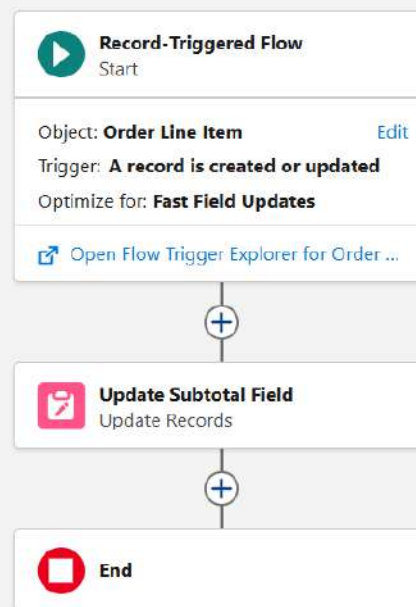 Record-Triggered Flow
Start
Object: Order Line Item
Edit
Trigger: A record is created or updated
Optimize for: Fast Field Updates
Open Flow Trigger Explorer for Order ...
Update Subtotal Field
Update Records
End